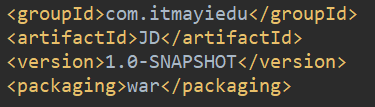 <groupId>com.itmayiedu</groupId>
<artifactId>JD</artifactId>
<version>1.0-SNAPSHOT</version>
<packaging>war</packaging>